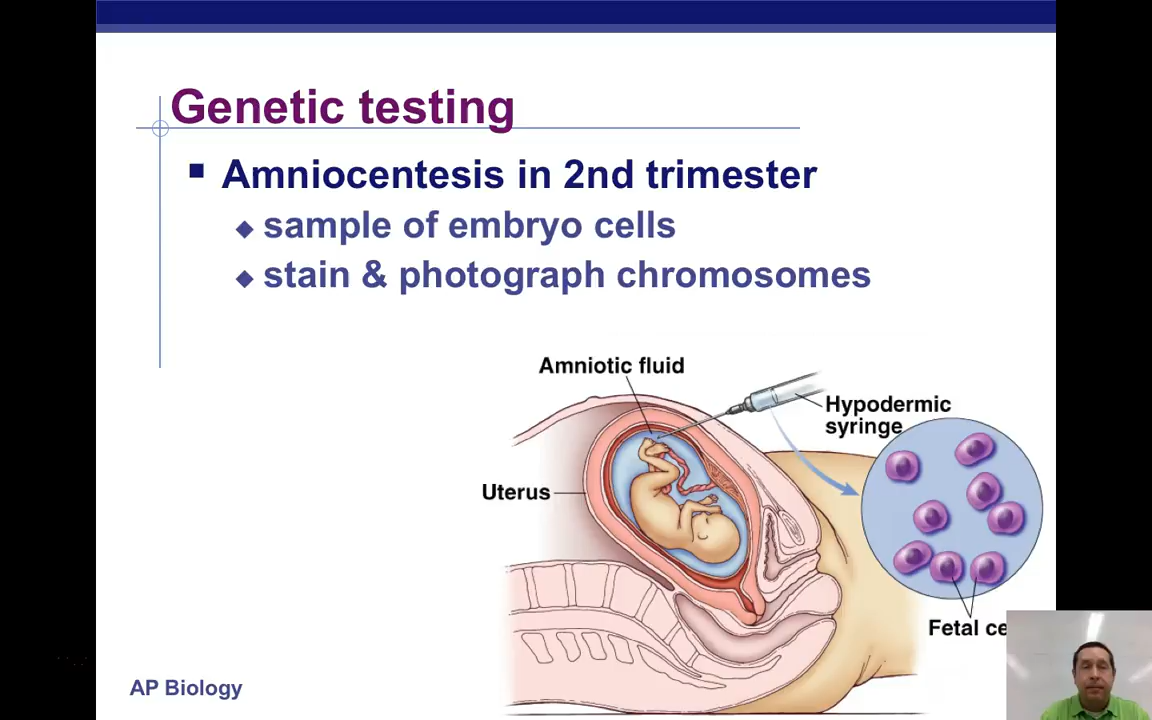 Genetic testing
Amniocentesis in 2nd trimester
sample of embryo cells
stain & photograph chromosomes
Amniotic fluid
Hypodermic
syringe
Uterus
Fetal ce
AP Biology